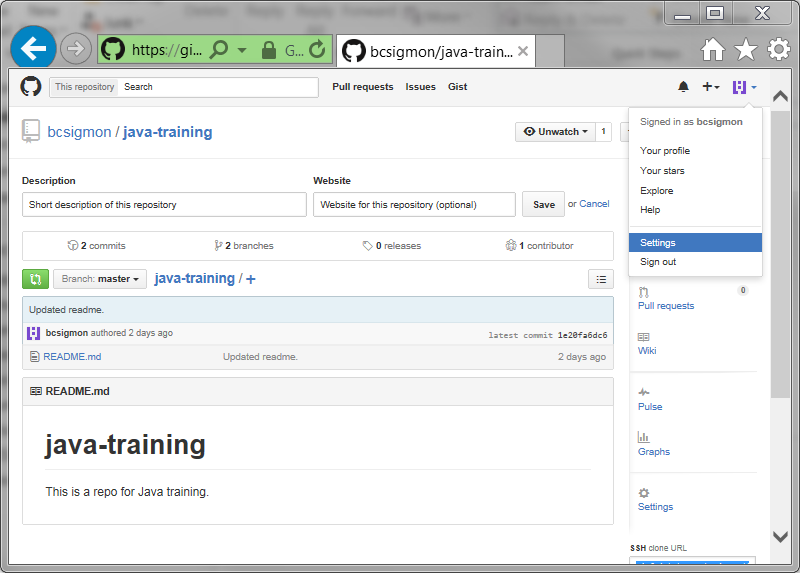 https://gi...
G...
bcsigmon/java-train...
This repository Search
Pull requests Issues Gist
Signed in as bcsigmon
Your profile
Your stars
Explore
Help
Settings
Sign out
bcsigmon / java-training
Unwatch 1
Description
Website
Short description of this repository
Website for this repository (optional)
Save or Cancel
2 commits
2 branches
0 releases
1 contributor
Branch: master
java-training / +
Updated readme.
bcsigmon authored 2 days ago
latest commit 1e20fa6dc6
README.md Updated readme. 2 days ago
README.md
java-training
This is a repo for Java training.
0
Pull requests
Wiki
Pulse
Graphs
Settings
SSH clone URL